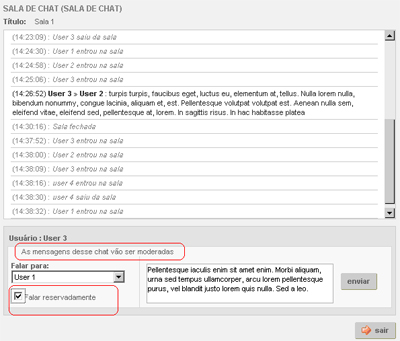 SALA DE CHAT (SALA DE CHAT)
Título: Sala 1
(14:23:09) : User 3 saiu da sala
(14:24:30) : User 1 entrou na sala
(14:24:58) : User 2 entrou na sala
(14:25:06) : User 3 entrou na sala
(14:26:52) User 3 > User 2 : turpis turpis, faucibus eget, luctus eu, elementum at, tellus. Nulla lorem nulla,
bibendum nonummy, congue lacinia, aliquam et, est. Pellentesque volutpat volutpat est. Aenean nulla sem,
eleifend vitae, eleifend sed, pellentesque at, lorem. In sagittis risus. In hac habitasse platea
(14:30:16) : Sala fechada
(14:37:52) : User 3 entrou na sala
(14:38:00) : User 2 entrou na sala
(14:38:09) : User 3 entrou na sala
(14:38:16) : user 4 entrou na sala
(14:38:30) : user 4 saiu da sala
(14:38:32) : User 1 entrou na sala
Usuário : User 3
As mensagens desse chat vão ser moderadas
Falar para:
User 1
Falar reservadamente
Pellentesque iaculis enim sit amet enim. Morbi aliquam,
urna sed tempus ullamcorper, arcu lorem pellentesque
purus, vel blandit justo lorem quis nulla. Sed a leo.
enviar
sair